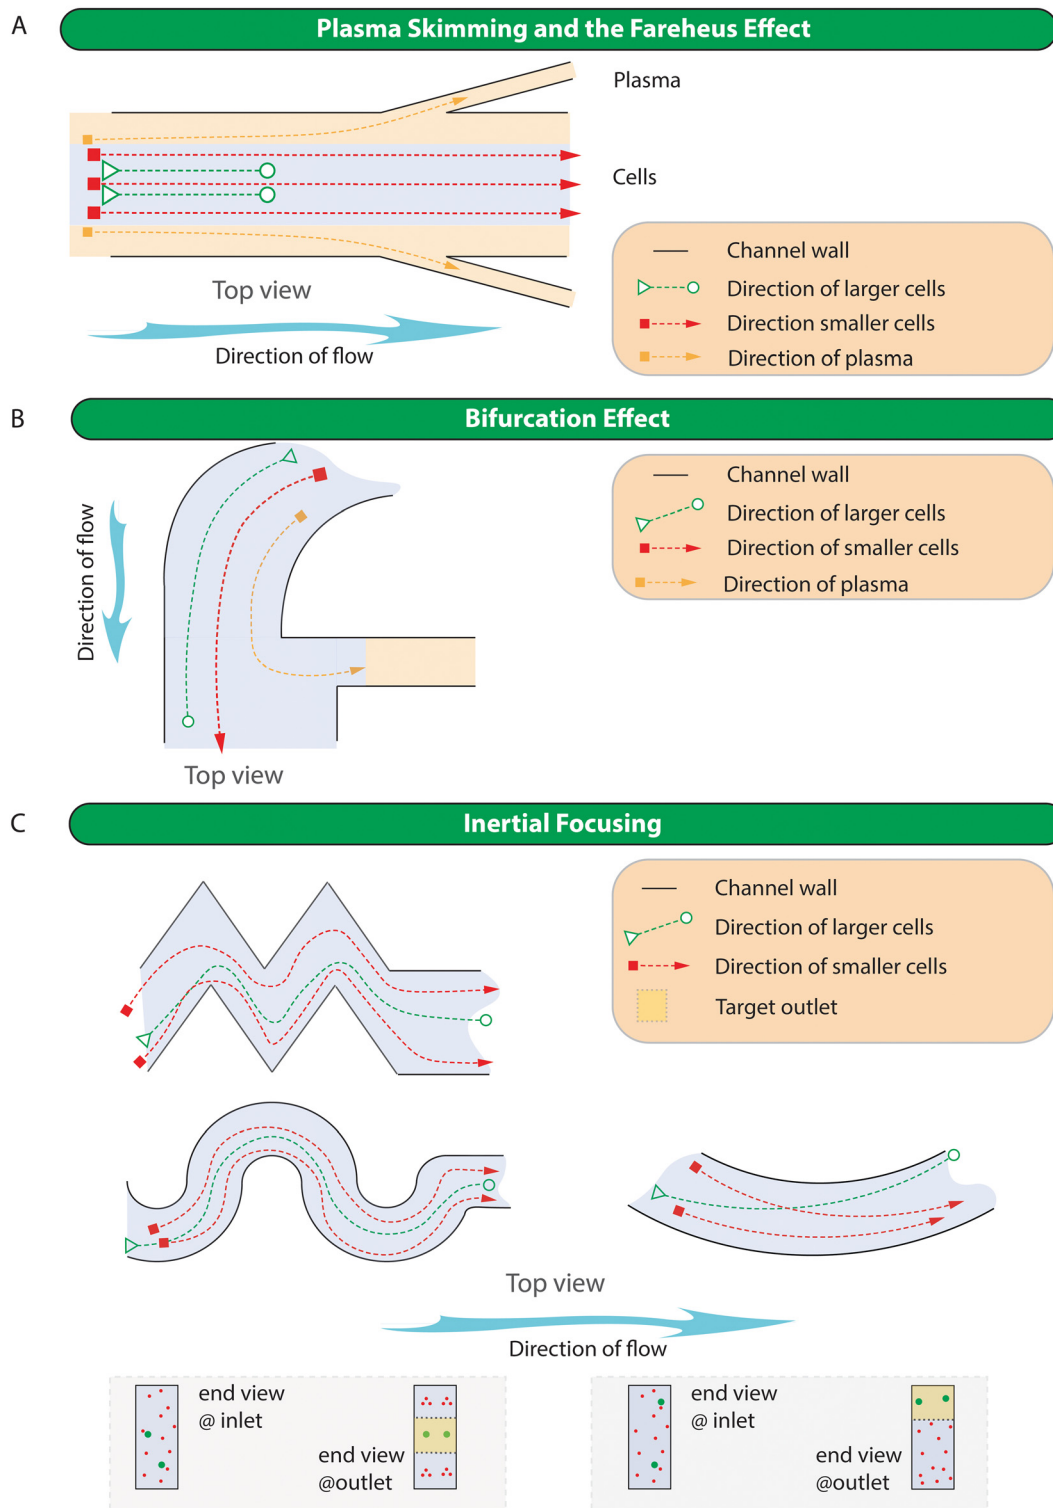 A
Plasma Skimming and the Fareheus Effect
Plasma
Cells
Channel wall
Direction of larger cells
Direction smaller cells
Direction of plasma
Top view
Direction of flow
B
Bifurcation Effect
Channel wall
Direction of larger cells
Direction of smaller cells
Direction of plasma
Direction of flow
Top view
C
Inertial Focusing
Channel wall
Direction of larger cells
Direction of smaller cells
Target outlet
Top view
Direction of flow
end view
@ inlet
end view
@outlet
end view
@ inlet
end view
@outlet